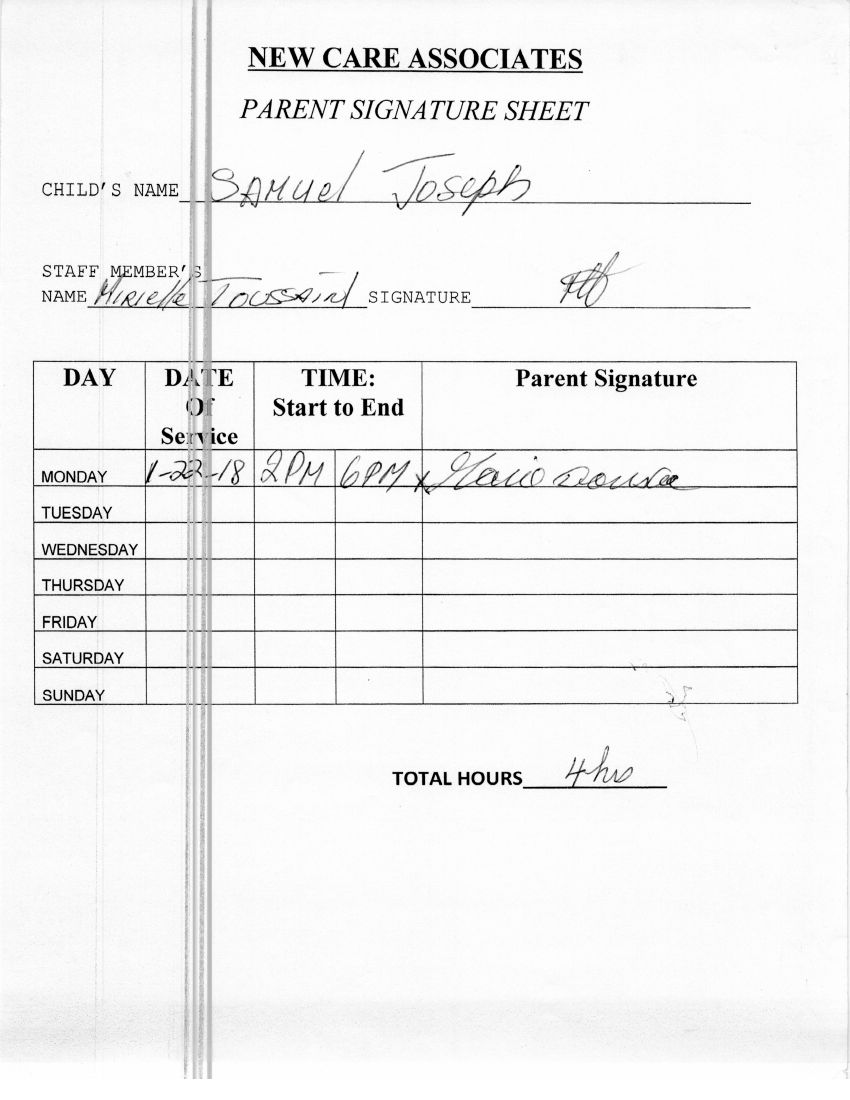 NEW CARE ASSOCIATES
PARENT SIGNATURE SHEET
CHILD'S NAME SAMUEL JOSEPH
STAFF MEMBER'S
NAME Mirielle TOUSSAINT SIGNATURE
DAY DATE Of Service TIME: Start to End Parent Signature
MONDAY 1-22-18 2PM 6PM x
TUESDAY
WEDNESDAY
THURSDAY
FRIDAY
SATURDAY
SUNDAY
TOTAL HOURS 4hrs